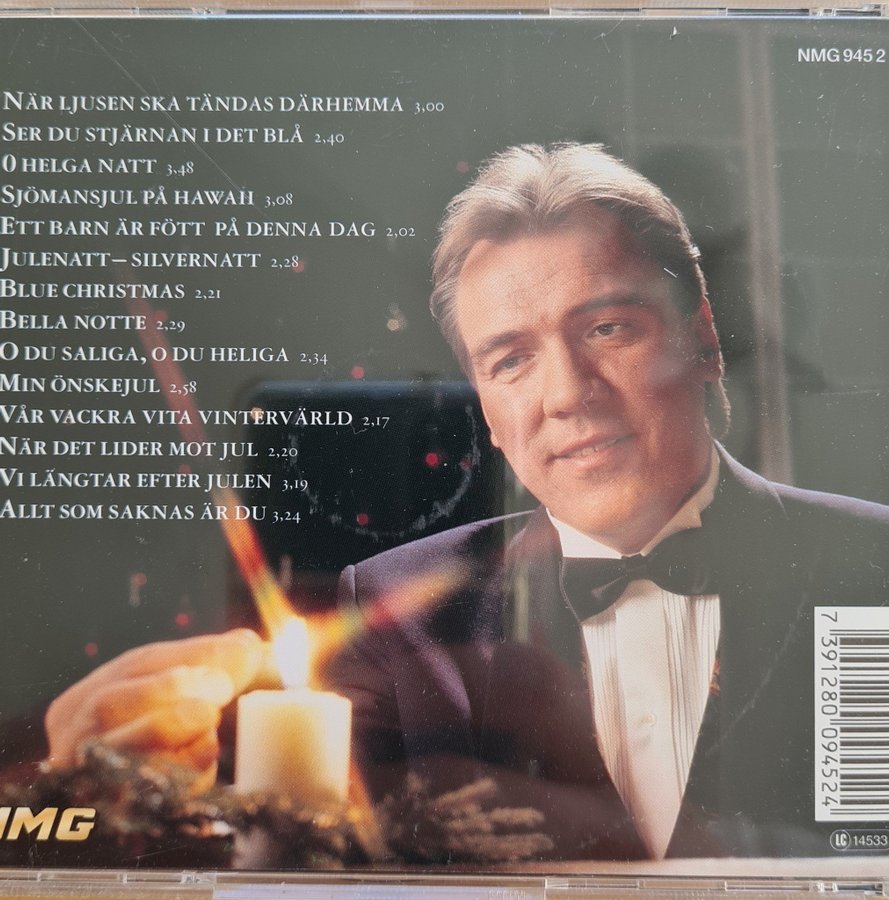 NMG 945 2
NÄR LJUSEN SKA TÄNDAS DÄRHEMMA 3,00
SER DU STJÄRNAN I DET BLÅ 2,40
O HELGA NATT 3,48
SJÖMANSJUL PÅ HAWAII 3,08
ETT BARN ÄR FÖTT PÅ DENNA DAG 2,02
JULENATT – SILVERNATT 2,28
BLUE CHRISTMAS 2,21
BELLA NOTTE 2,29
O DU SALIGA, O DU HELIGA 2,34
MIN ÖNSKEJUL 2,58
VÅR VACKRA VITA VINTERVÄRLD 2,17
NÄR DET LIDER MOT JUL 2,20
VI LÄNGTAR EFTER JULEN 3,19
ALLT SOM SAKNAS ÄR DU 3,24
7 391280 094524
NMG
LC 14533